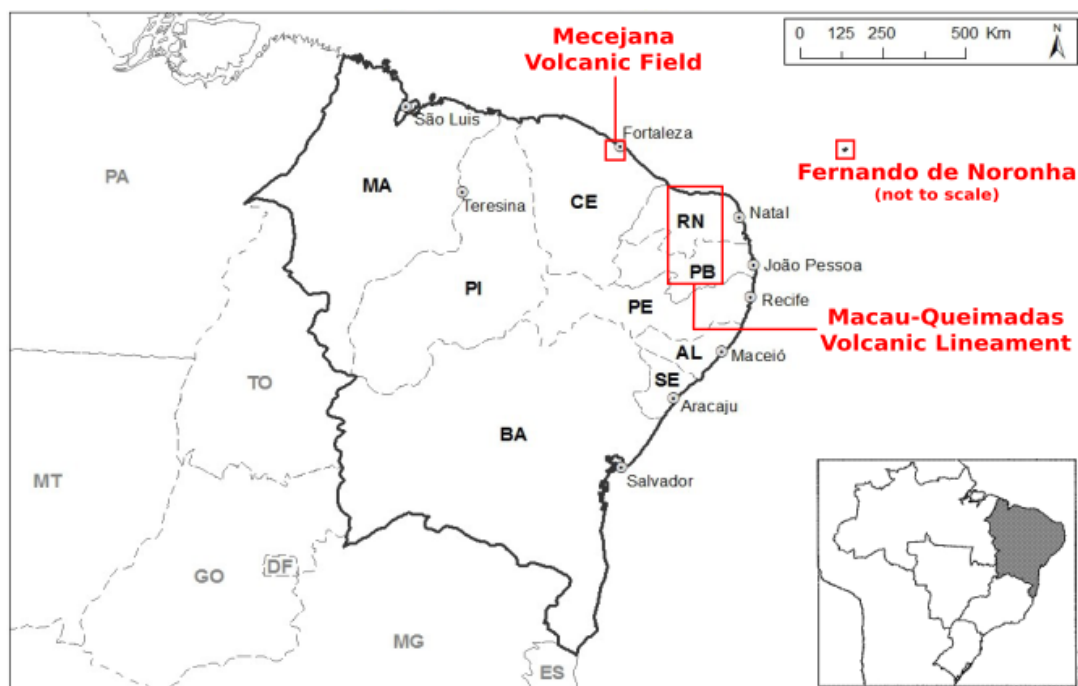 Mecejana
Volcanic Field
N
0 125 250 500 Km
São Luis
Fortaleza
Fernando de Noronha
(not to scale)
PA
MA
CE
Teresina
RN
Natal
PB
João Pessoa
PI
PE
Recife
Macau-Queimadas
Volcanic Lineament
AL
Maceió
TO
SE
Aracaju
BA
MT
Salvador
GO
DF
MG
ES